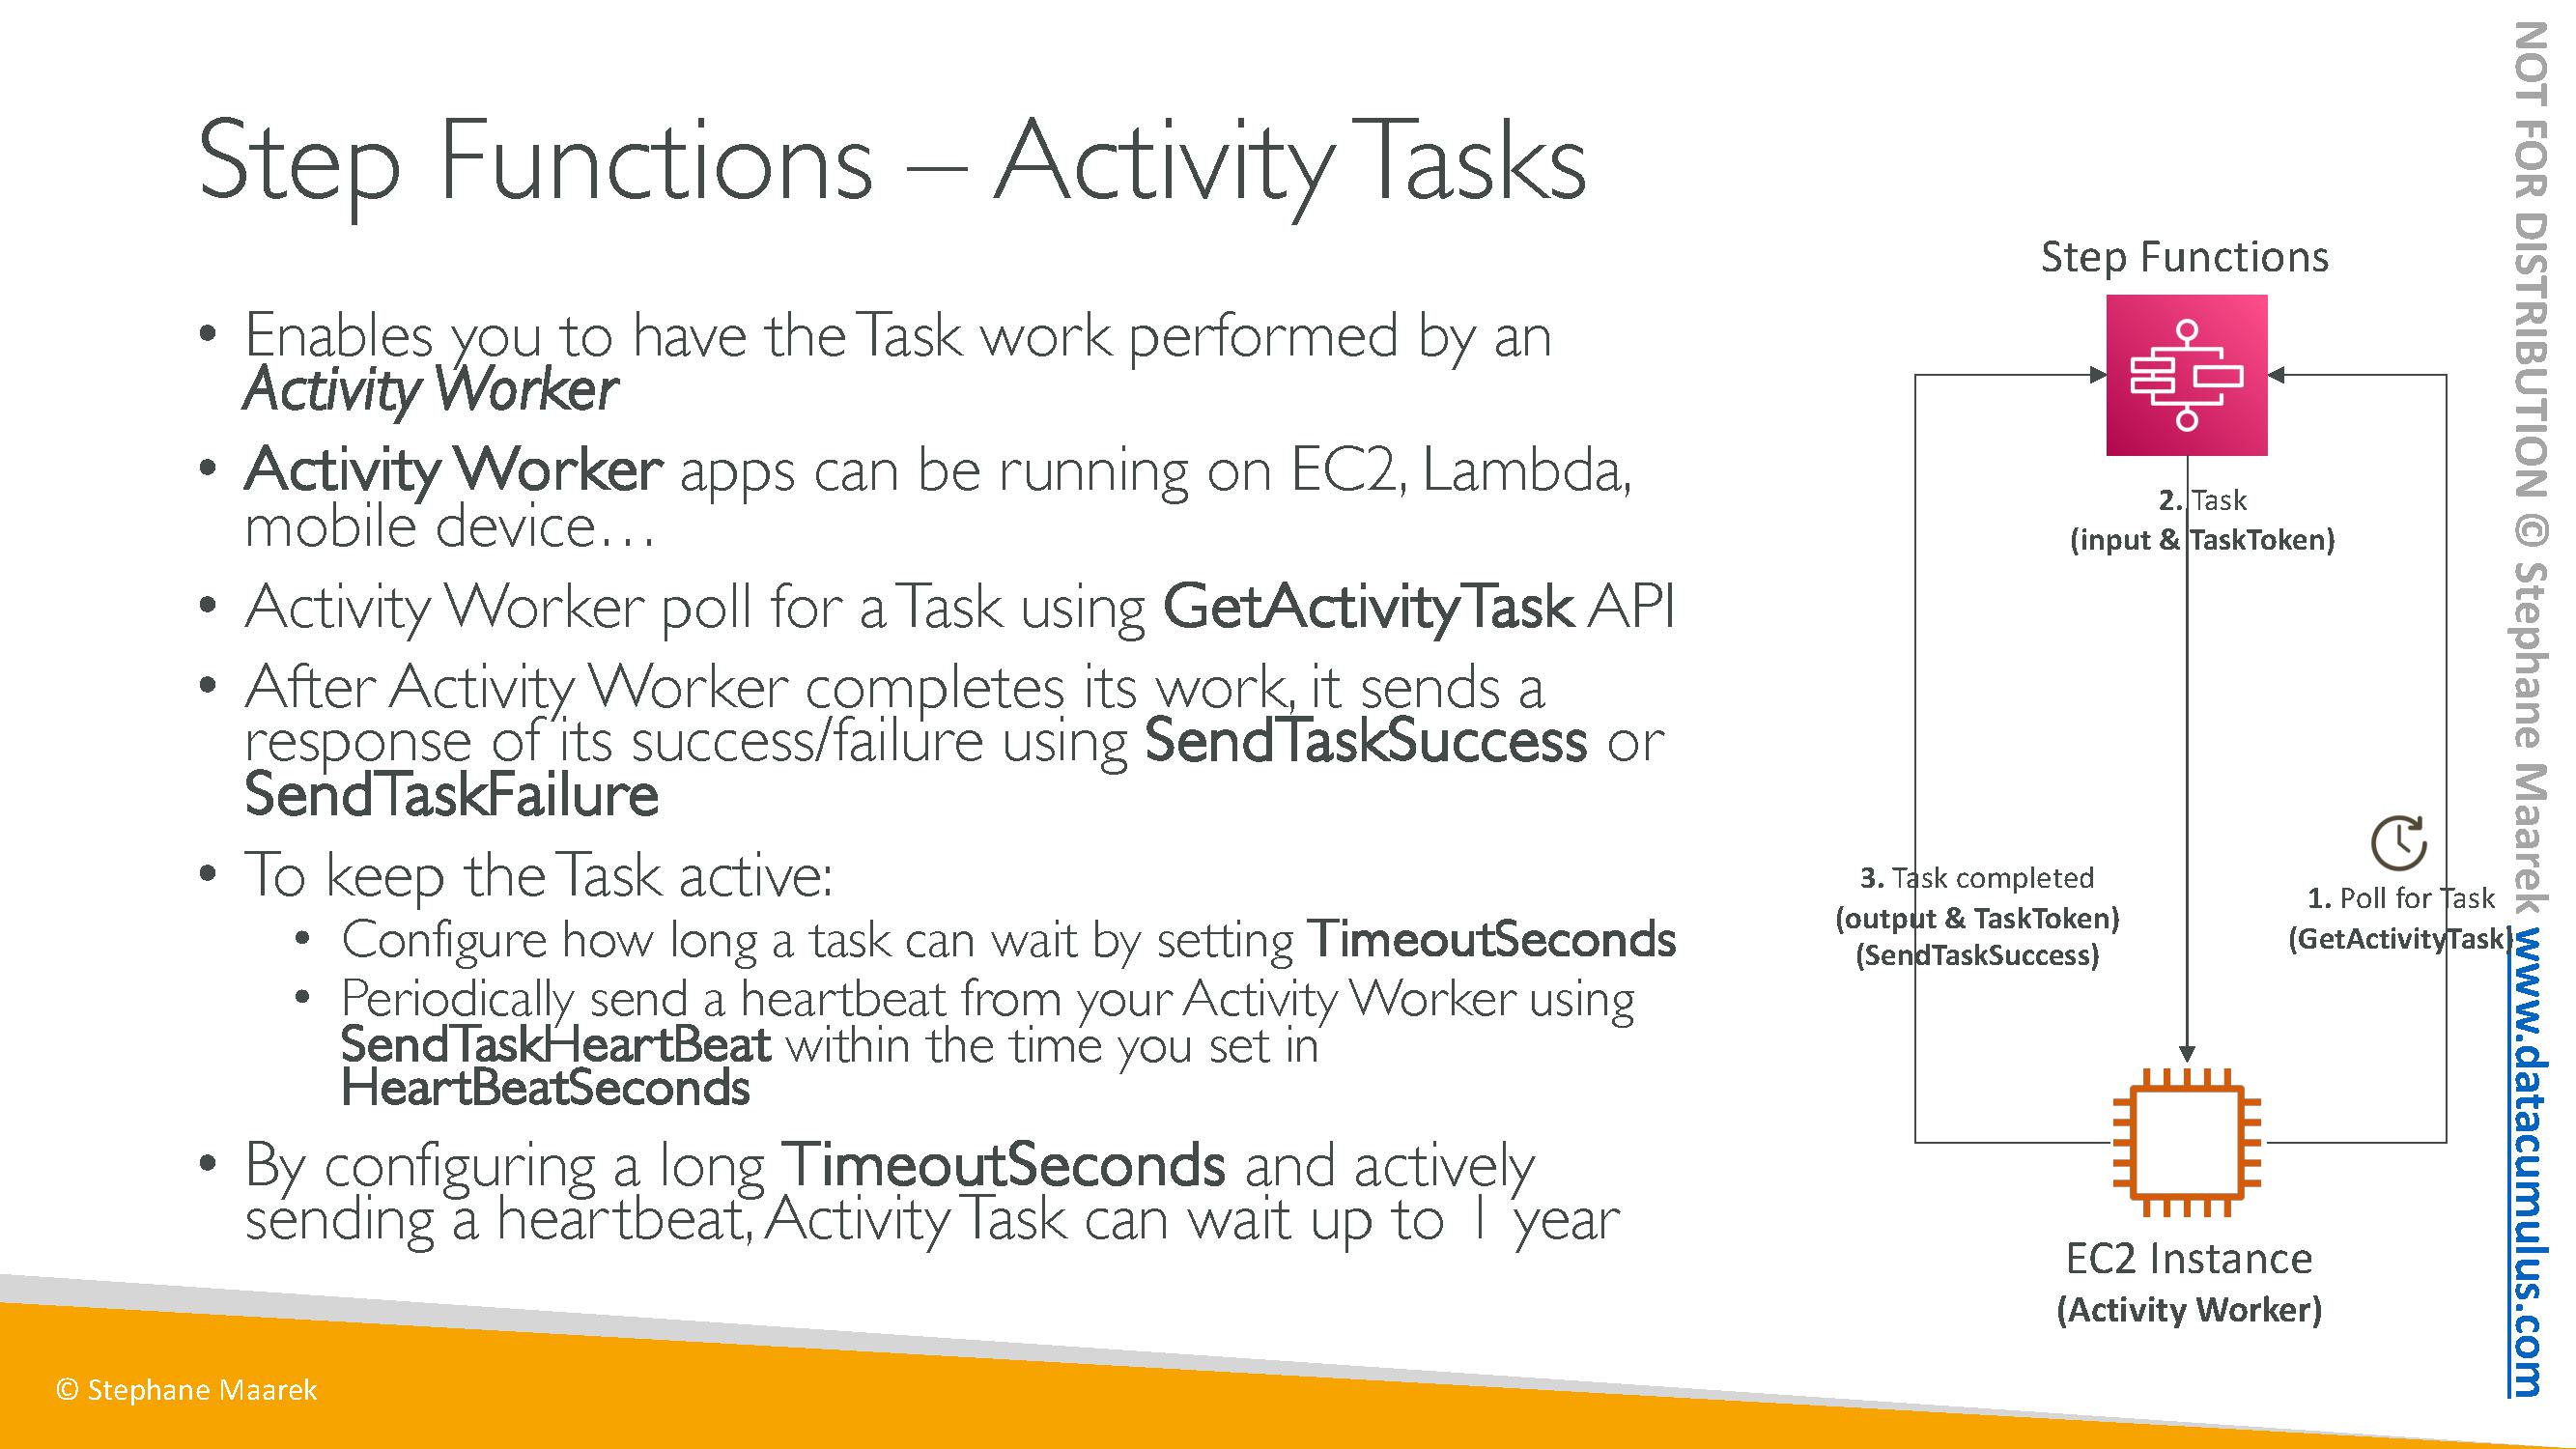 Step Functions – Activity Tasks
• Enables you to have the Task work performed by an
Activity Worker
• Activity Worker apps can be running on EC2, Lambda,
mobile device…
• Activity Worker poll for a Task using GetActivityTask API
• After Activity Worker completes its work, it sends a
response of its success/failure using SendTaskSuccess or
SendTaskFailure
• To keep the Task active:
• Configure how long a task can wait by setting TimeoutSeconds
• Periodically send a heartbeat from your Activity Worker using
SendTaskHeartBeat within the time you set in
HeartBeatSeconds
• By configuring a long TimeoutSeconds and actively
sending a heartbeat, Activity Task can wait up to 1 year
Step Functions
2. Task
(input & TaskToken)
3. Task completed
(output & TaskToken)
(SendTaskSuccess)
1. Poll for Task
(GetActivityTask)
EC2 Instance
(Activity Worker)
© Stephane Maarek
NOT FOR DISTRIBUTION © Stephane Maarek www.datacumulus.com